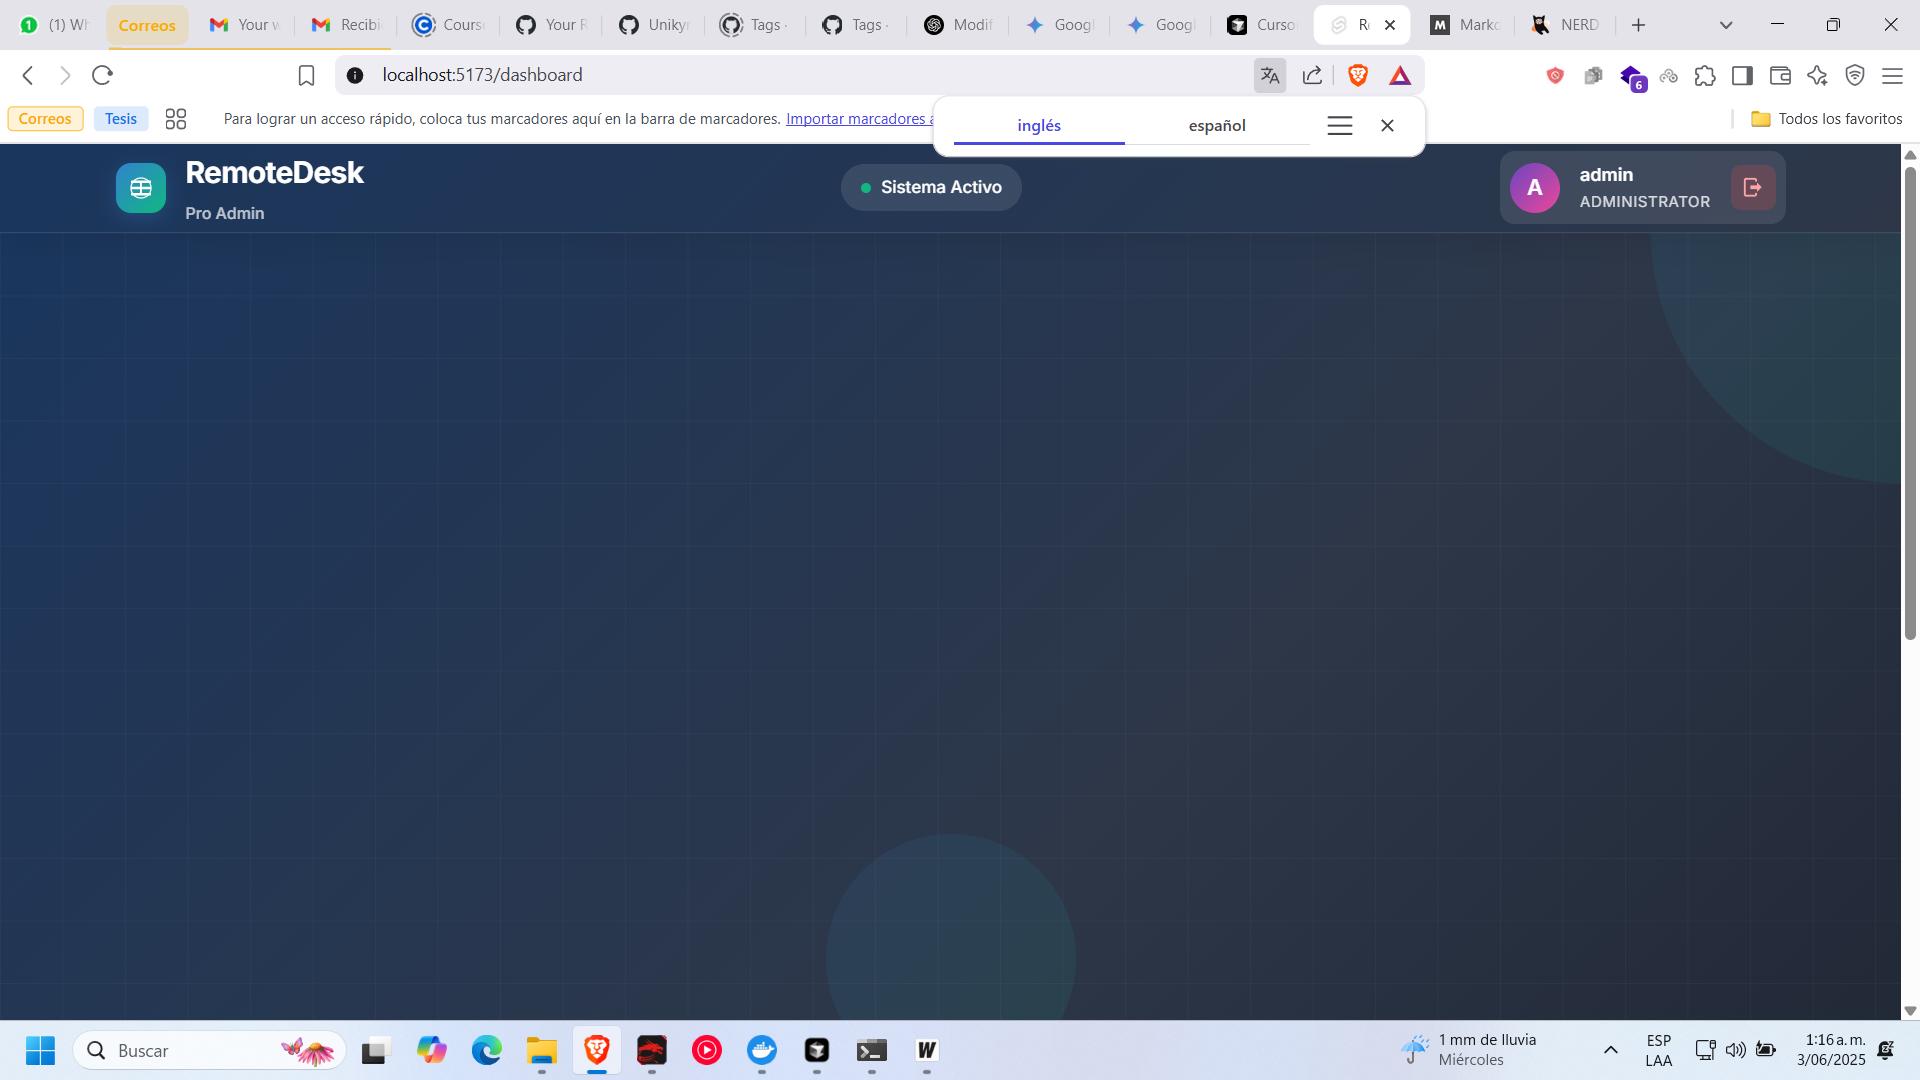 (1) Wh
Correos
Your w
Recibi
Cours
Your R
Uniky
Tags ·
Tags ·
Modif
Googl
Googl
Curso
R
Marko
NERD
localhost:5173/dashboard
6
Correos
Tesis
Para lograr un acceso rápido, coloca tus marcadores aquí en la barra de marcadores. Importar marcadores a
inglés
español
Todos los favoritos
RemoteDesk
Pro Admin
Sistema Activo
A
admin
ADMINISTRATOR
Buscar
1 mm de lluvia
Miércoles
ESP
LAA
1:16 a. m.
3/06/2025